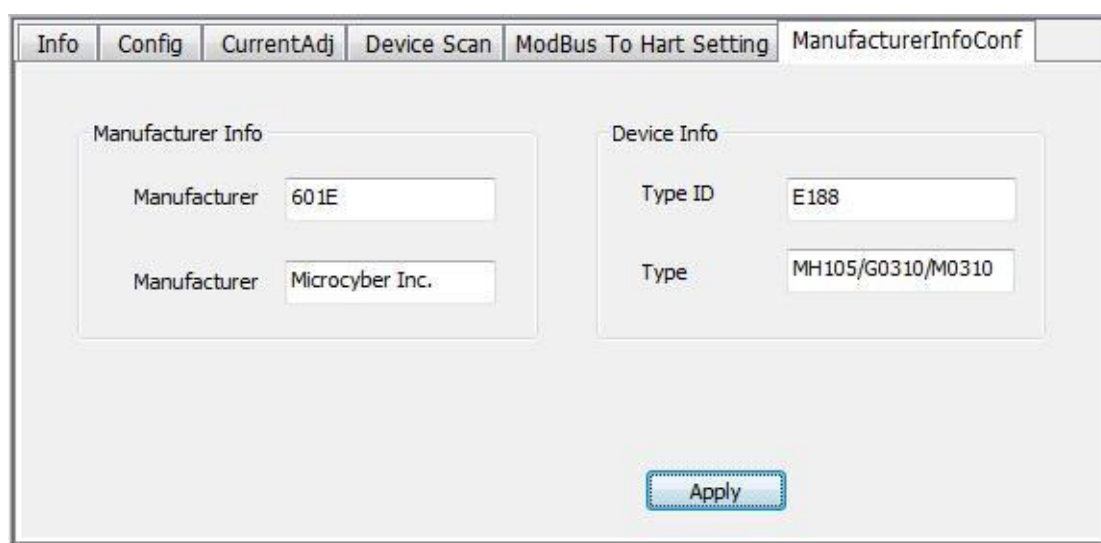 Info Config CurrentAdj Device Scan ModBus To Hart Setting ManufacturerInfoConf
Manufacturer Info
Manufacturer 601E
Manufacturer Microcyber Inc.
Device Info
Type ID E188
Type MH105/G0310/M0310
Apply